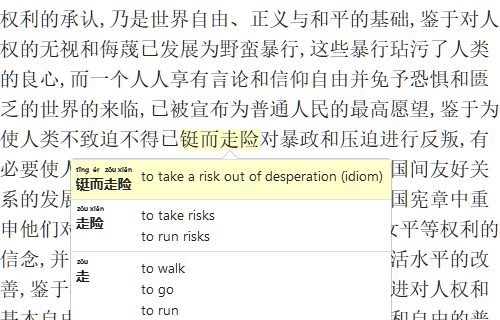 权利的承认,乃是世界自由、正义与和平的基础,鉴于对人
权的无视和侮蔑已发展为野蛮暴行,这些暴行玷污了人类
的良心,而一个人人享有言论和信仰自由并免予恐惧和匮
乏的世界的来临,已被宣布为普通人民的最高愿望,鉴于为
使人类不致迫不得已铤而走险对暴政和压迫进行反叛,有
必要使人
国间友好关
系的发展
国宪章中重
申他们对
女平等权利的
信念,并
活水平的改
善,鉴于
进对人权和
基本自由
和自由的普
tǐng ér zǒu xiǎn
铤而走险 to take a risk out of desperation (idiom)
zǒu xiǎn
走险 to take risks
to run risks
zǒu
走 to walk
to go
to run